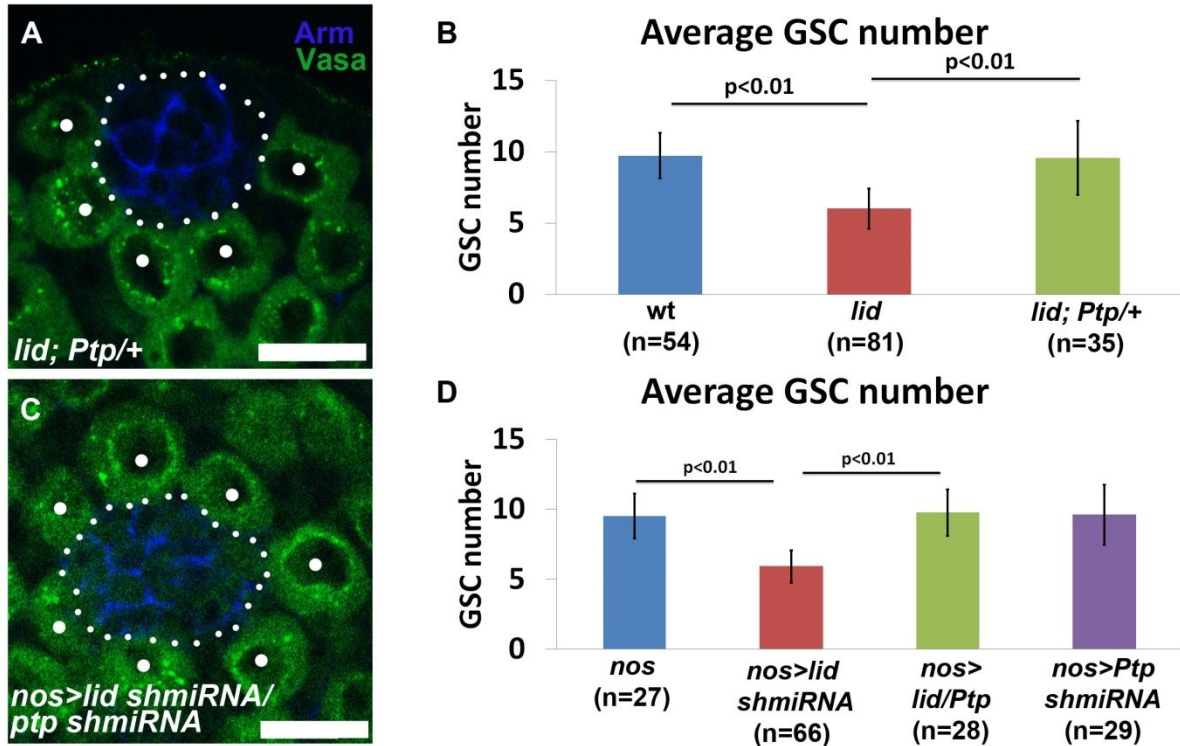 A
Arm
Vasa
lid; Ptp/+
B
Average GSC number
p<0.01
p<0.01
GSC number
15
10
5
0
wt
(n=54)
lid
(n=81)
lid; Ptp/+
(n=35)
C
nos>lid shmiRNA/
ptp shmiRNA
D
Average GSC number
p<0.01
p<0.01
GSC number
15
10
5
0
nos
(n=27)
nos>lid
shmiRNA
(n=66)
nos>
lid/Ptp
(n=28)
nos>Ptp
shmiRNA
(n=29)